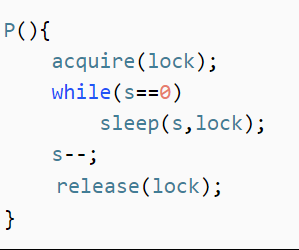 P(){
    acquire(lock);
    while(s==0)
        sleep(s,lock);
    s--;
    release(lock);
}